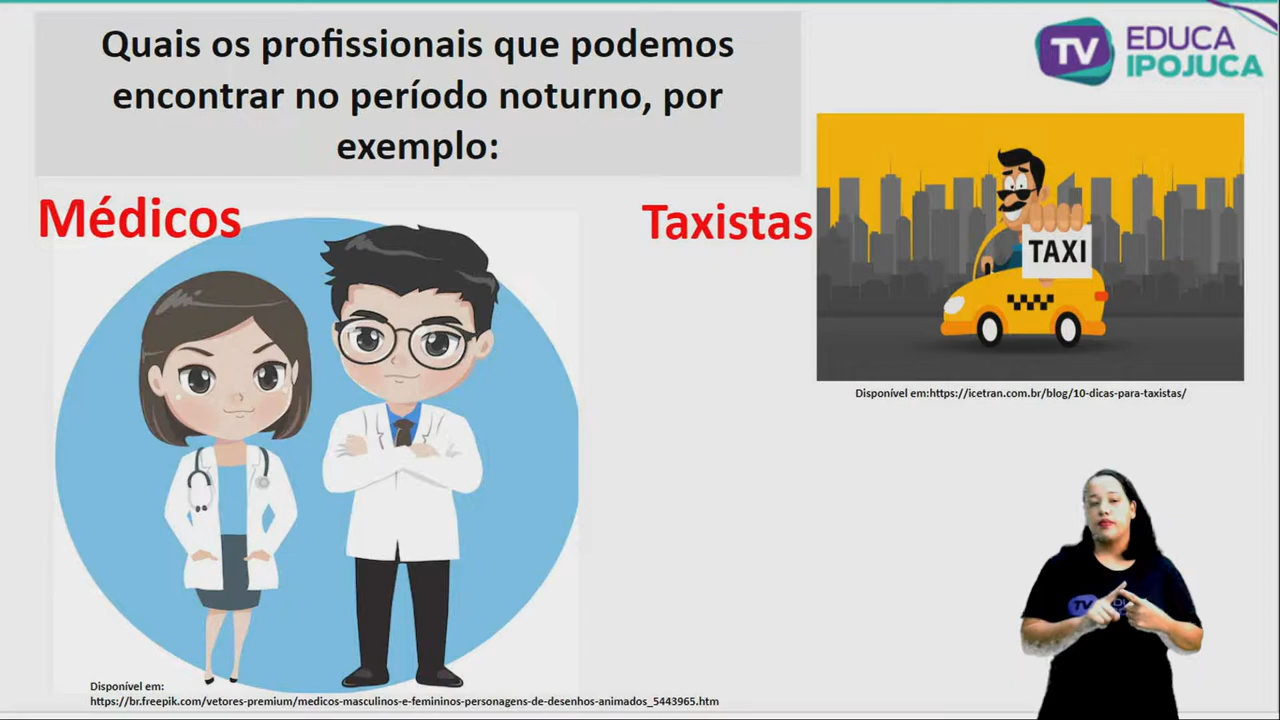 Quais os profissionais que podemos
encontrar no período noturno, por
exemplo:
TV EDUCA
IPOJUCA
Médicos
Taxistas
TAXI
Disponível em:https://icetran.com.br/blog/10-dicas-para-taxistas/
TV
Disponível em:
https://br.freepik.com/vetores-premium/medicos-masculinos-e-femininos-personagens-de-desenhos-animados_5443965.htm